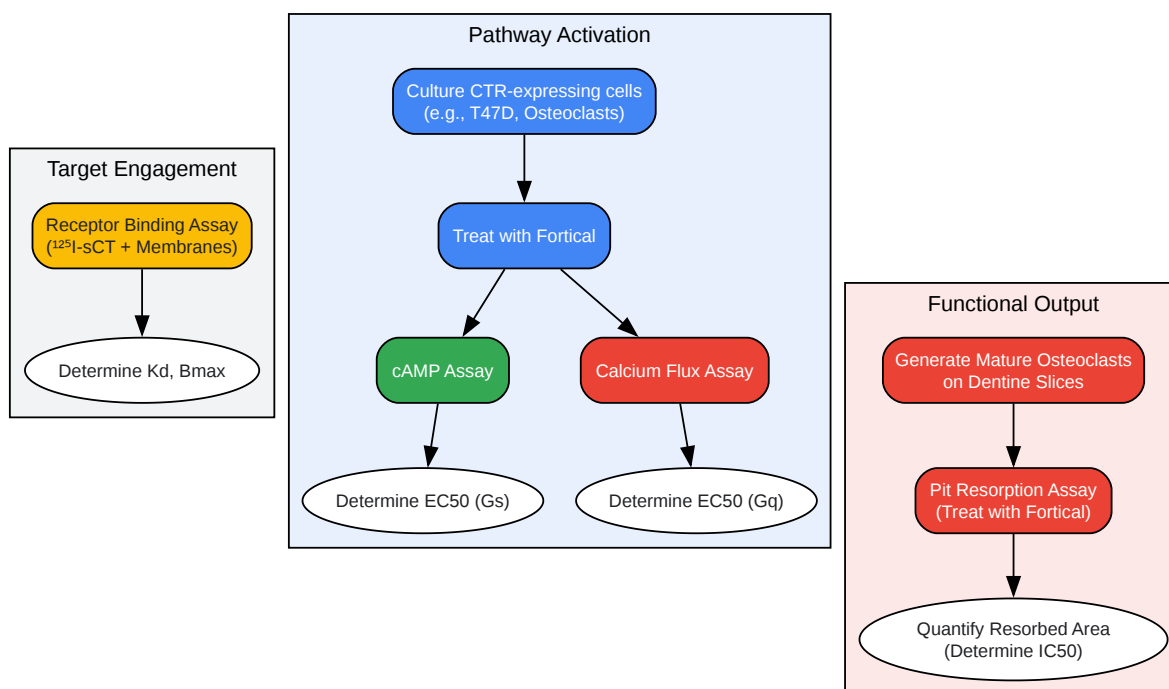 Target Engagement
Receptor Binding Assay
(¹²⁵I-sCT + Membranes)
Determine Kd, Bmax
Pathway Activation
Culture CTR-expressing cells
(e.g., T47D, Osteoclasts)
Treat with Fortical
cAMP Assay
Calcium Flux Assay
Determine EC50 (Gs)
Determine EC50 (Gq)
Functional Output
Generate Mature Osteoclasts
on Dentine Slices
Pit Resorption Assay
(Treat with Fortical)
Quantify Resorbed Area
(Determine IC50)